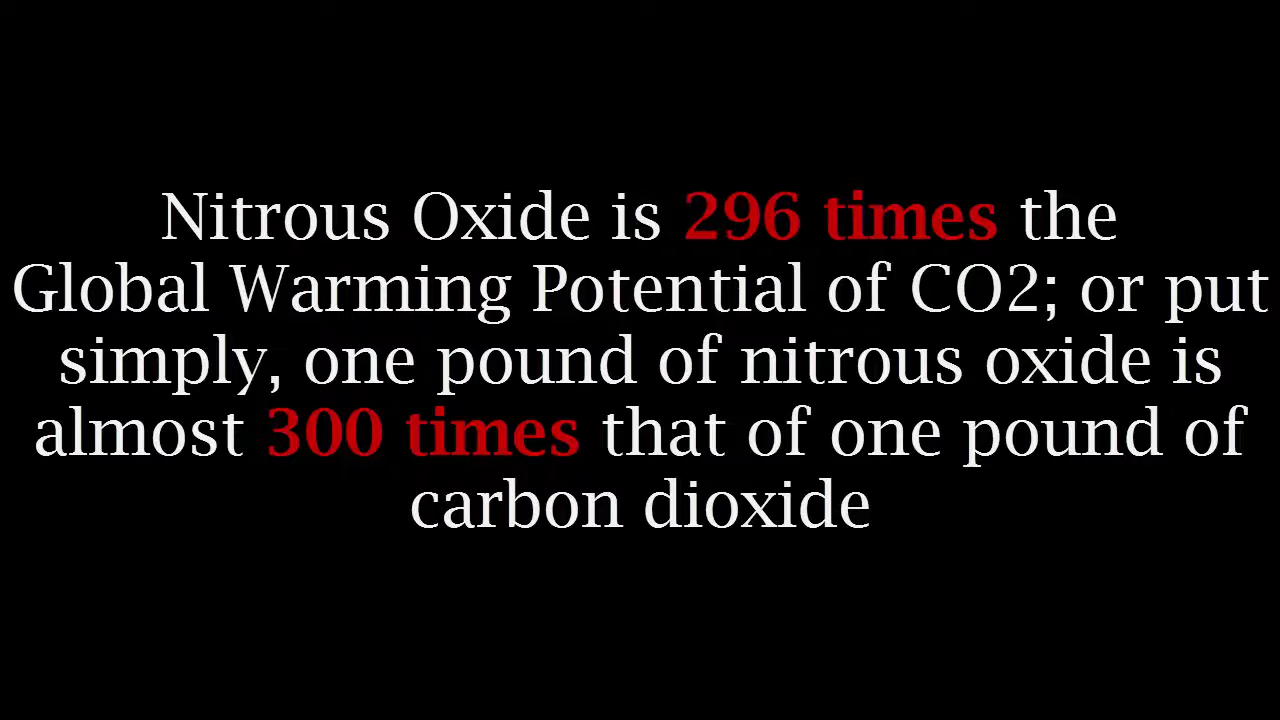 Nitrous Oxide is 296 times the
Global Warming Potential of CO2; or put
simply, one pound of nitrous oxide is
almost 300 times that of one pound of
carbon dioxide